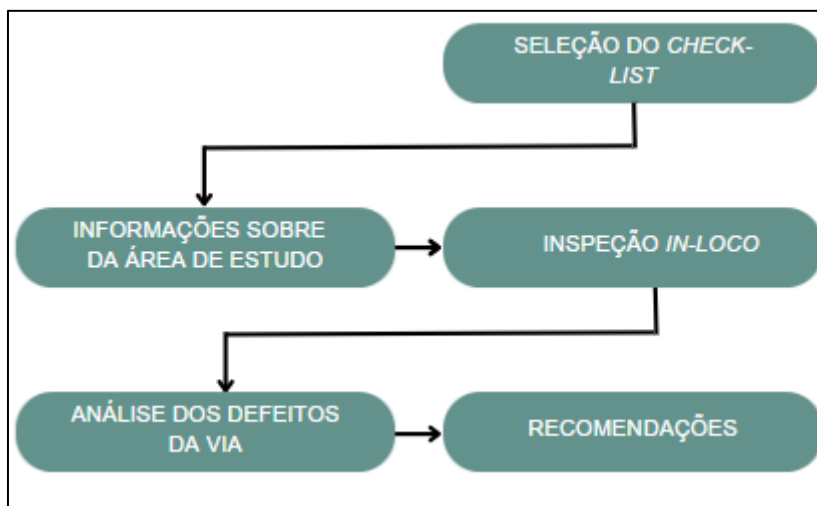 SELEÇÃO DO CHECK-
LIST
INFORMAÇÕES SOBRE
DA ÁREA DE ESTUDO
INSPEÇÃO IN-LOCO
ANÁLISE DOS DEFEITOS
DA VIA
RECOMENDAÇÕES